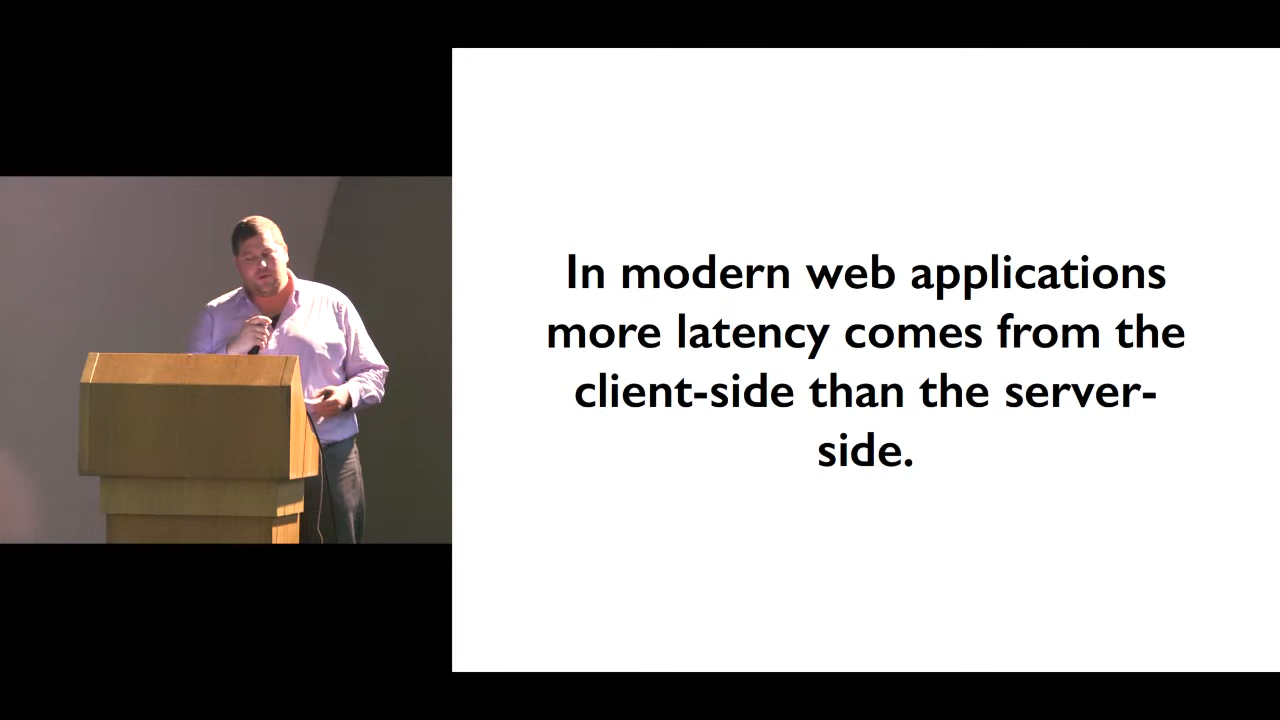 In modern web applications
more latency comes from the
client-side than the server-
side.